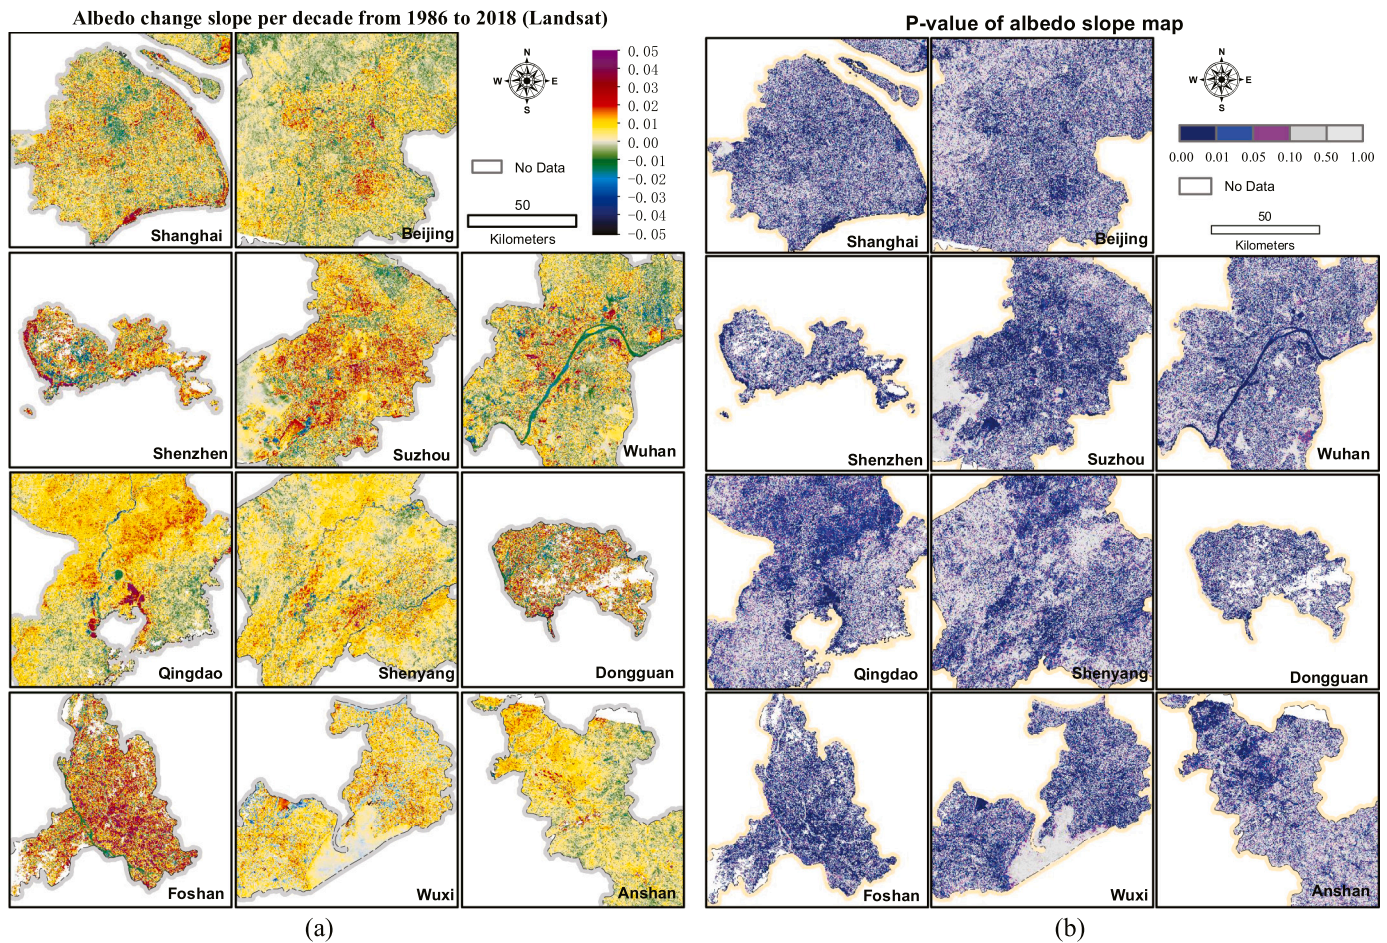 Albedo change slope per decade from 1986 to 2018 (Landsat)
N
W E
S
0.05
0.04
0.03
0.02
0.01
0.00
-0.01
-0.02
-0.03
-0.04
-0.05
No Data
50
Kilometers
Shanghai
Beijing
Shenzhen
Suzhou
Wuhan
Qingdao
Shenyang
Dongguan
Foshan
Wuxi
Anshan
(a)
P-value of albedo slope map
N
W E
S
0.00 0.01 0.05 0.10 0.50 1.00
No Data
50
Kilometers
Shanghai
Beijing
Shenzhen
Suzhou
Wuhan
Qingdao
Shenyang
Dongguan
Foshan
Wuxi
Anshan
(b)